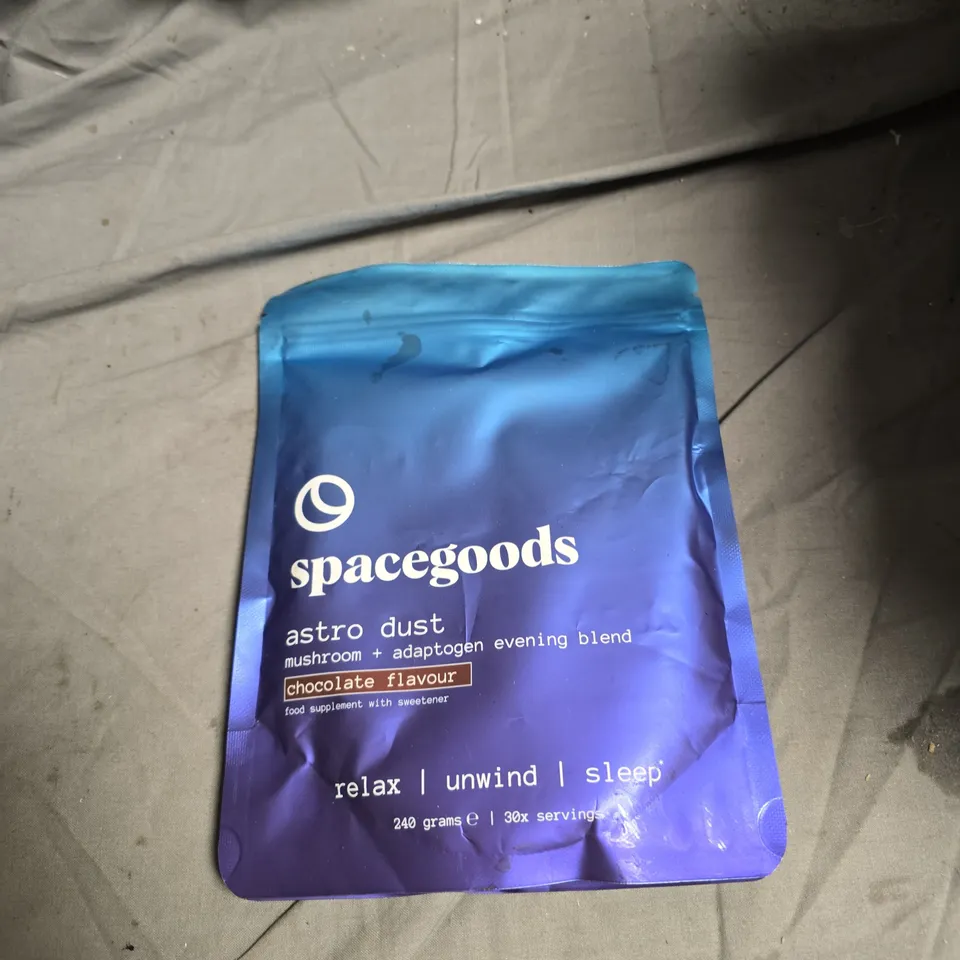 spacegoods
astro dust
mushroom + adaptogen evening blend
chocolate flavour
food supplement with sweetener
relax | unwind | sleep*
240 grams ℮ | 30x servings